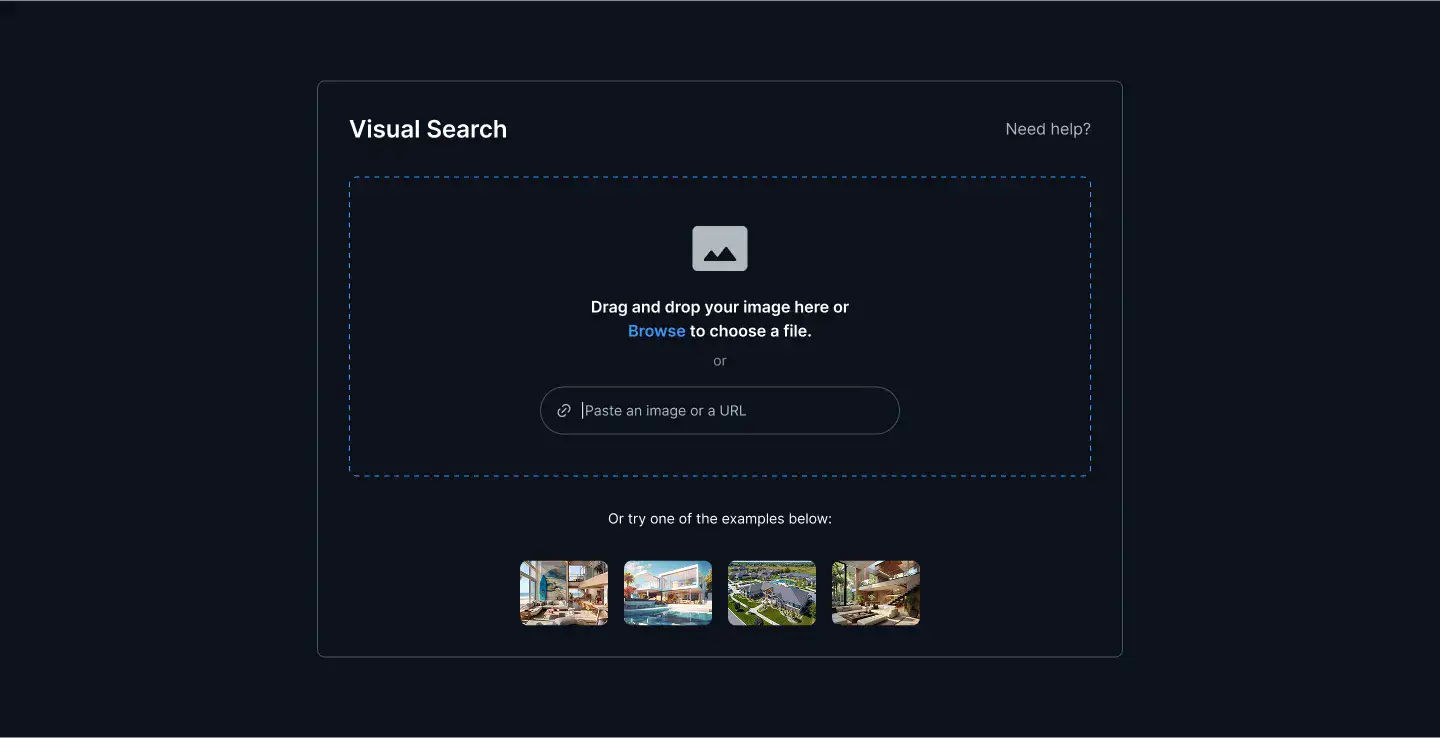 Visual Search
Need help?
Drag and drop your image here or
Browse to choose a file.
or
Paste an image or a URL
Or try one of the examples below: